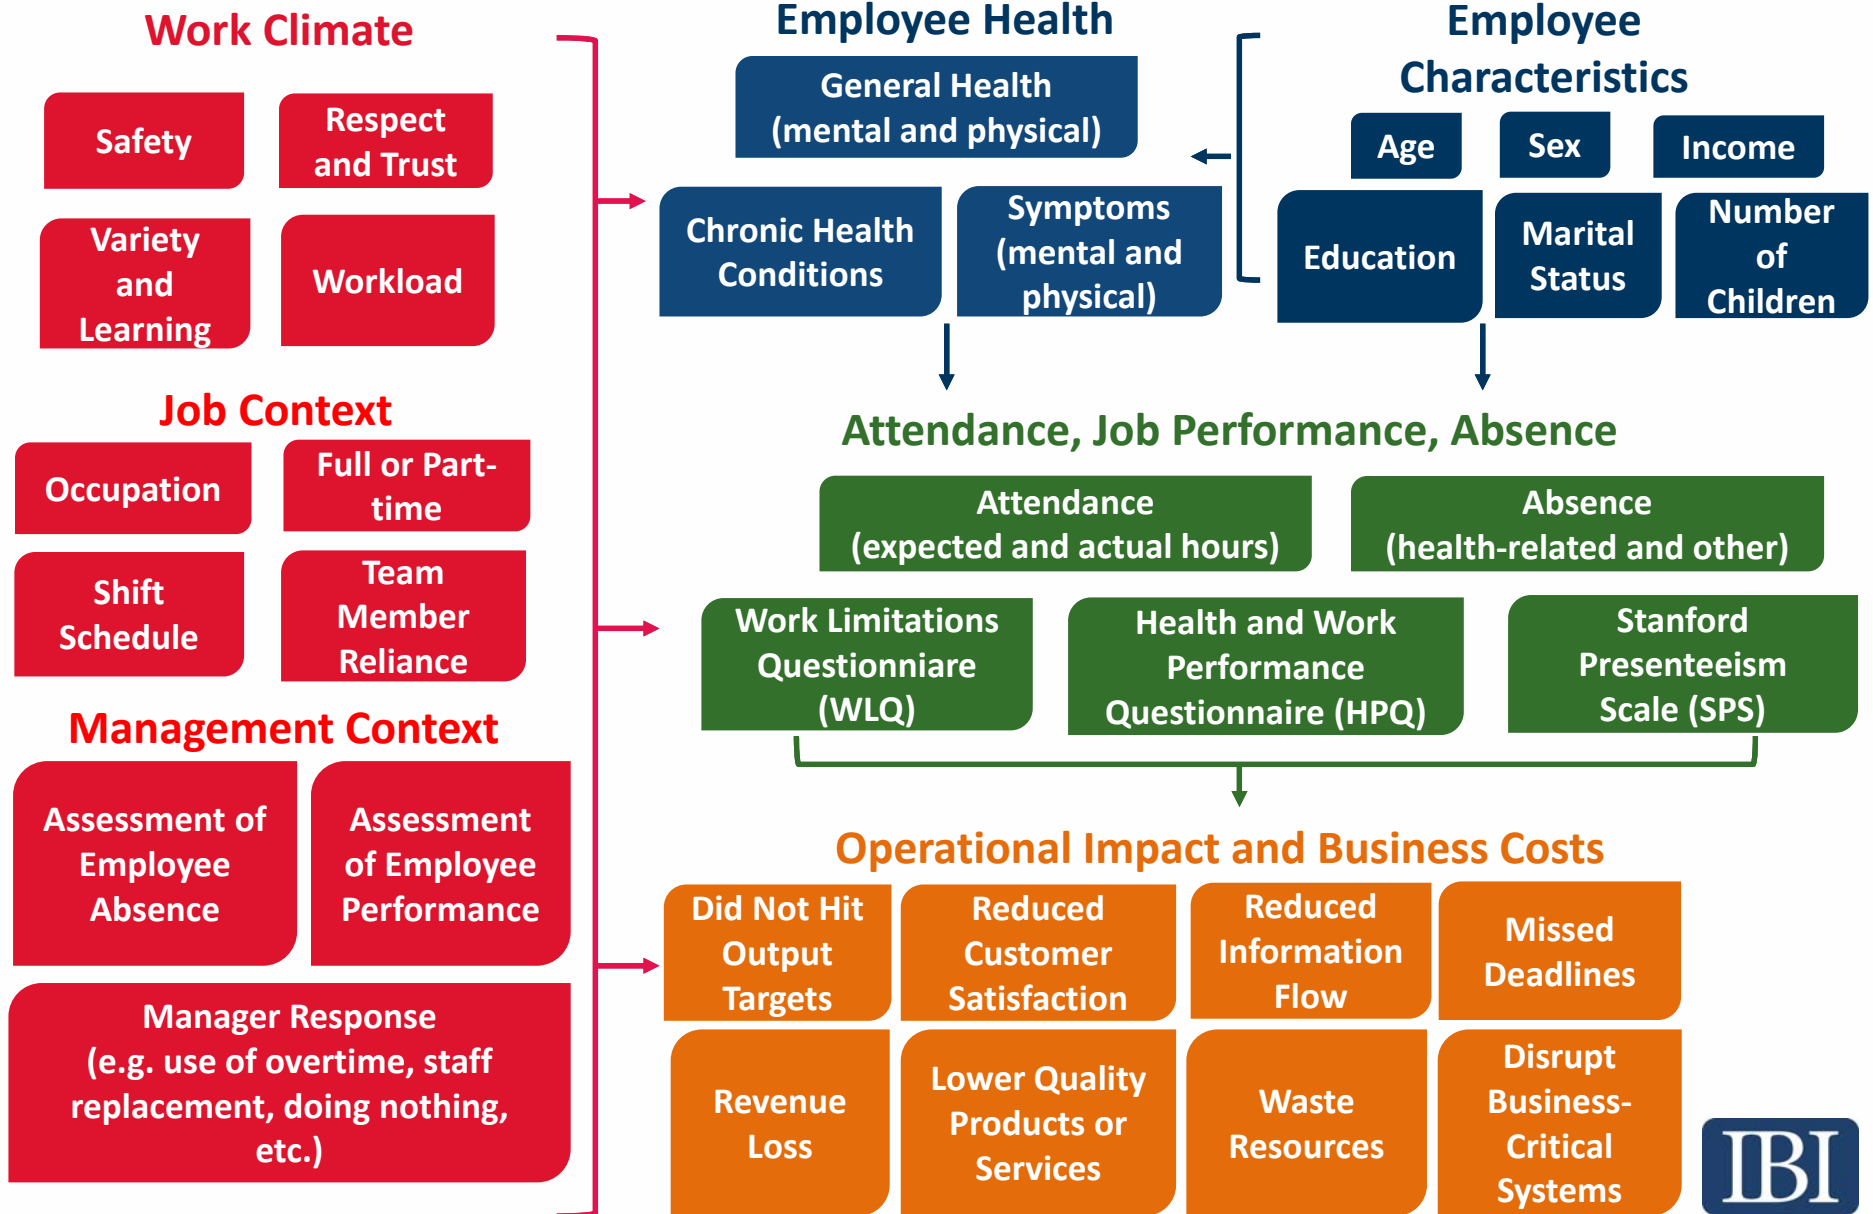 Work Climate
Safety
Respect
and Trust
Variety
and
Learning
Workload
Job Context
Occupation
Full or Part-
time
Shift
Schedule
Team
Member
Reliance
Management Context
Assessment of
Employee
Absence
Assessment
of Employee
Performance
Manager Response
(e.g. use of overtime, staff
replacement, doing nothing,
etc.)
Employee Health
General Health
(mental and physical)
Chronic Health
Conditions
Symptoms
(mental and
physical)
Employee
Characteristics
Age
Sex
Income
Education
Marital
Status
Number
of
Children
Attendance, Job Performance, Absence
Attendance
(expected and actual hours)
Absence
(health-related and other)
Work Limitations
Questionniare
(WLQ)
Health and Work
Performance
Questionnaire (HPQ)
Stanford
Presenteeism
Scale (SPS)
Operational Impact and Business Costs
Did Not Hit
Output
Targets
Reduced
Customer
Satisfaction
Reduced
Information
Flow
Missed
Deadlines
Revenue
Loss
Lower Quality
Products or
Services
Waste
Resources
Disrupt
Business-
Critical
Systems
IBI